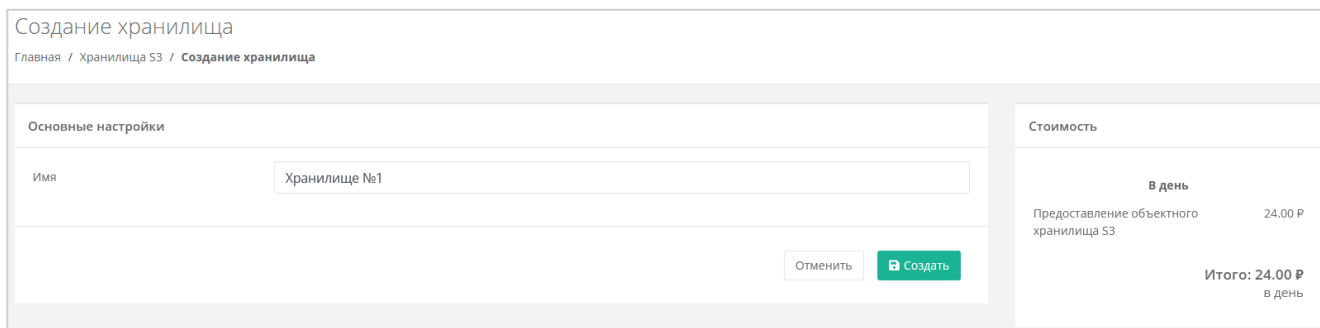 Создание хранилища
Главная / Хранилища S3 / Создание хранилища
Основные настройки
Имя
Хранилище №1
Отменить
Создать
Стоимость
В день
Предоставление объектного 24.00 ₽
хранилища S3
Итого: 24.00 ₽
в день